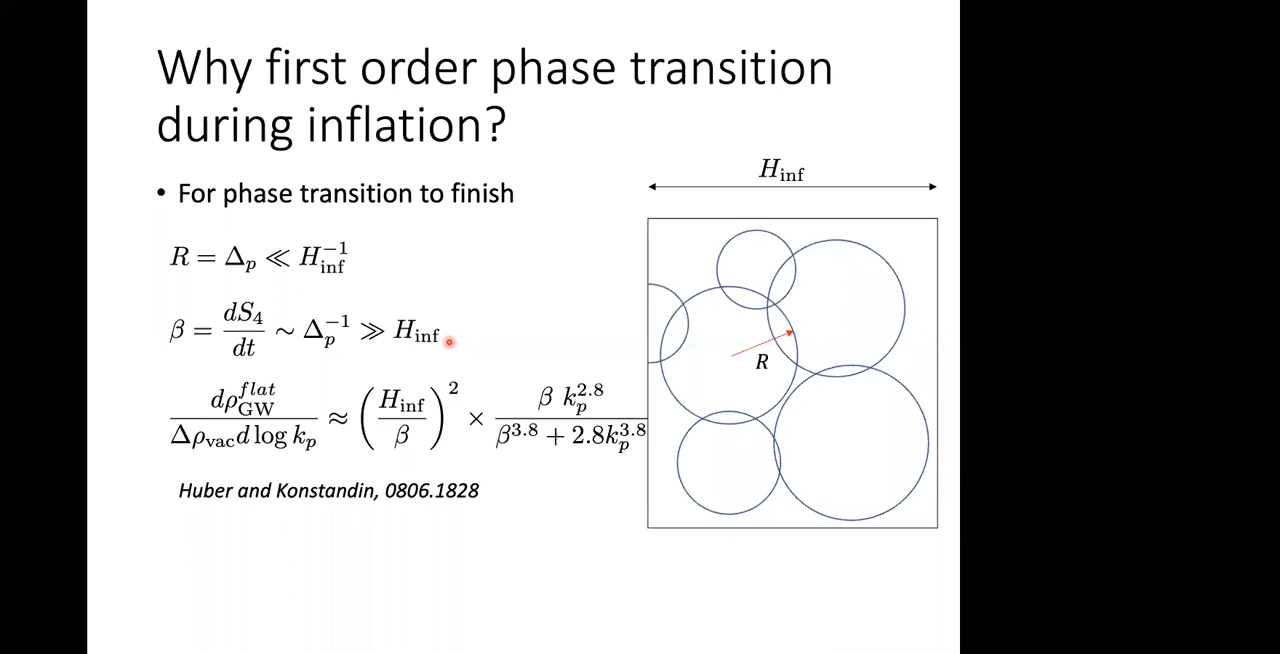 Why first order phase transition
during inflation?
• For phase transition to finish
R = Δ_p ≪ H_inf^{-1}
β = dS_4/dt ∼ Δ_p^{-1} ≫ H_inf
dρ_GW^{flat}/(Δρ_vac d log k_p) ≈ (H_inf/β)^2 × β k_p^{2.8}/(β^{3.8} + 2.8k_p^{3.8})
Huber and Konstandin, 0806.1828
H_inf
R